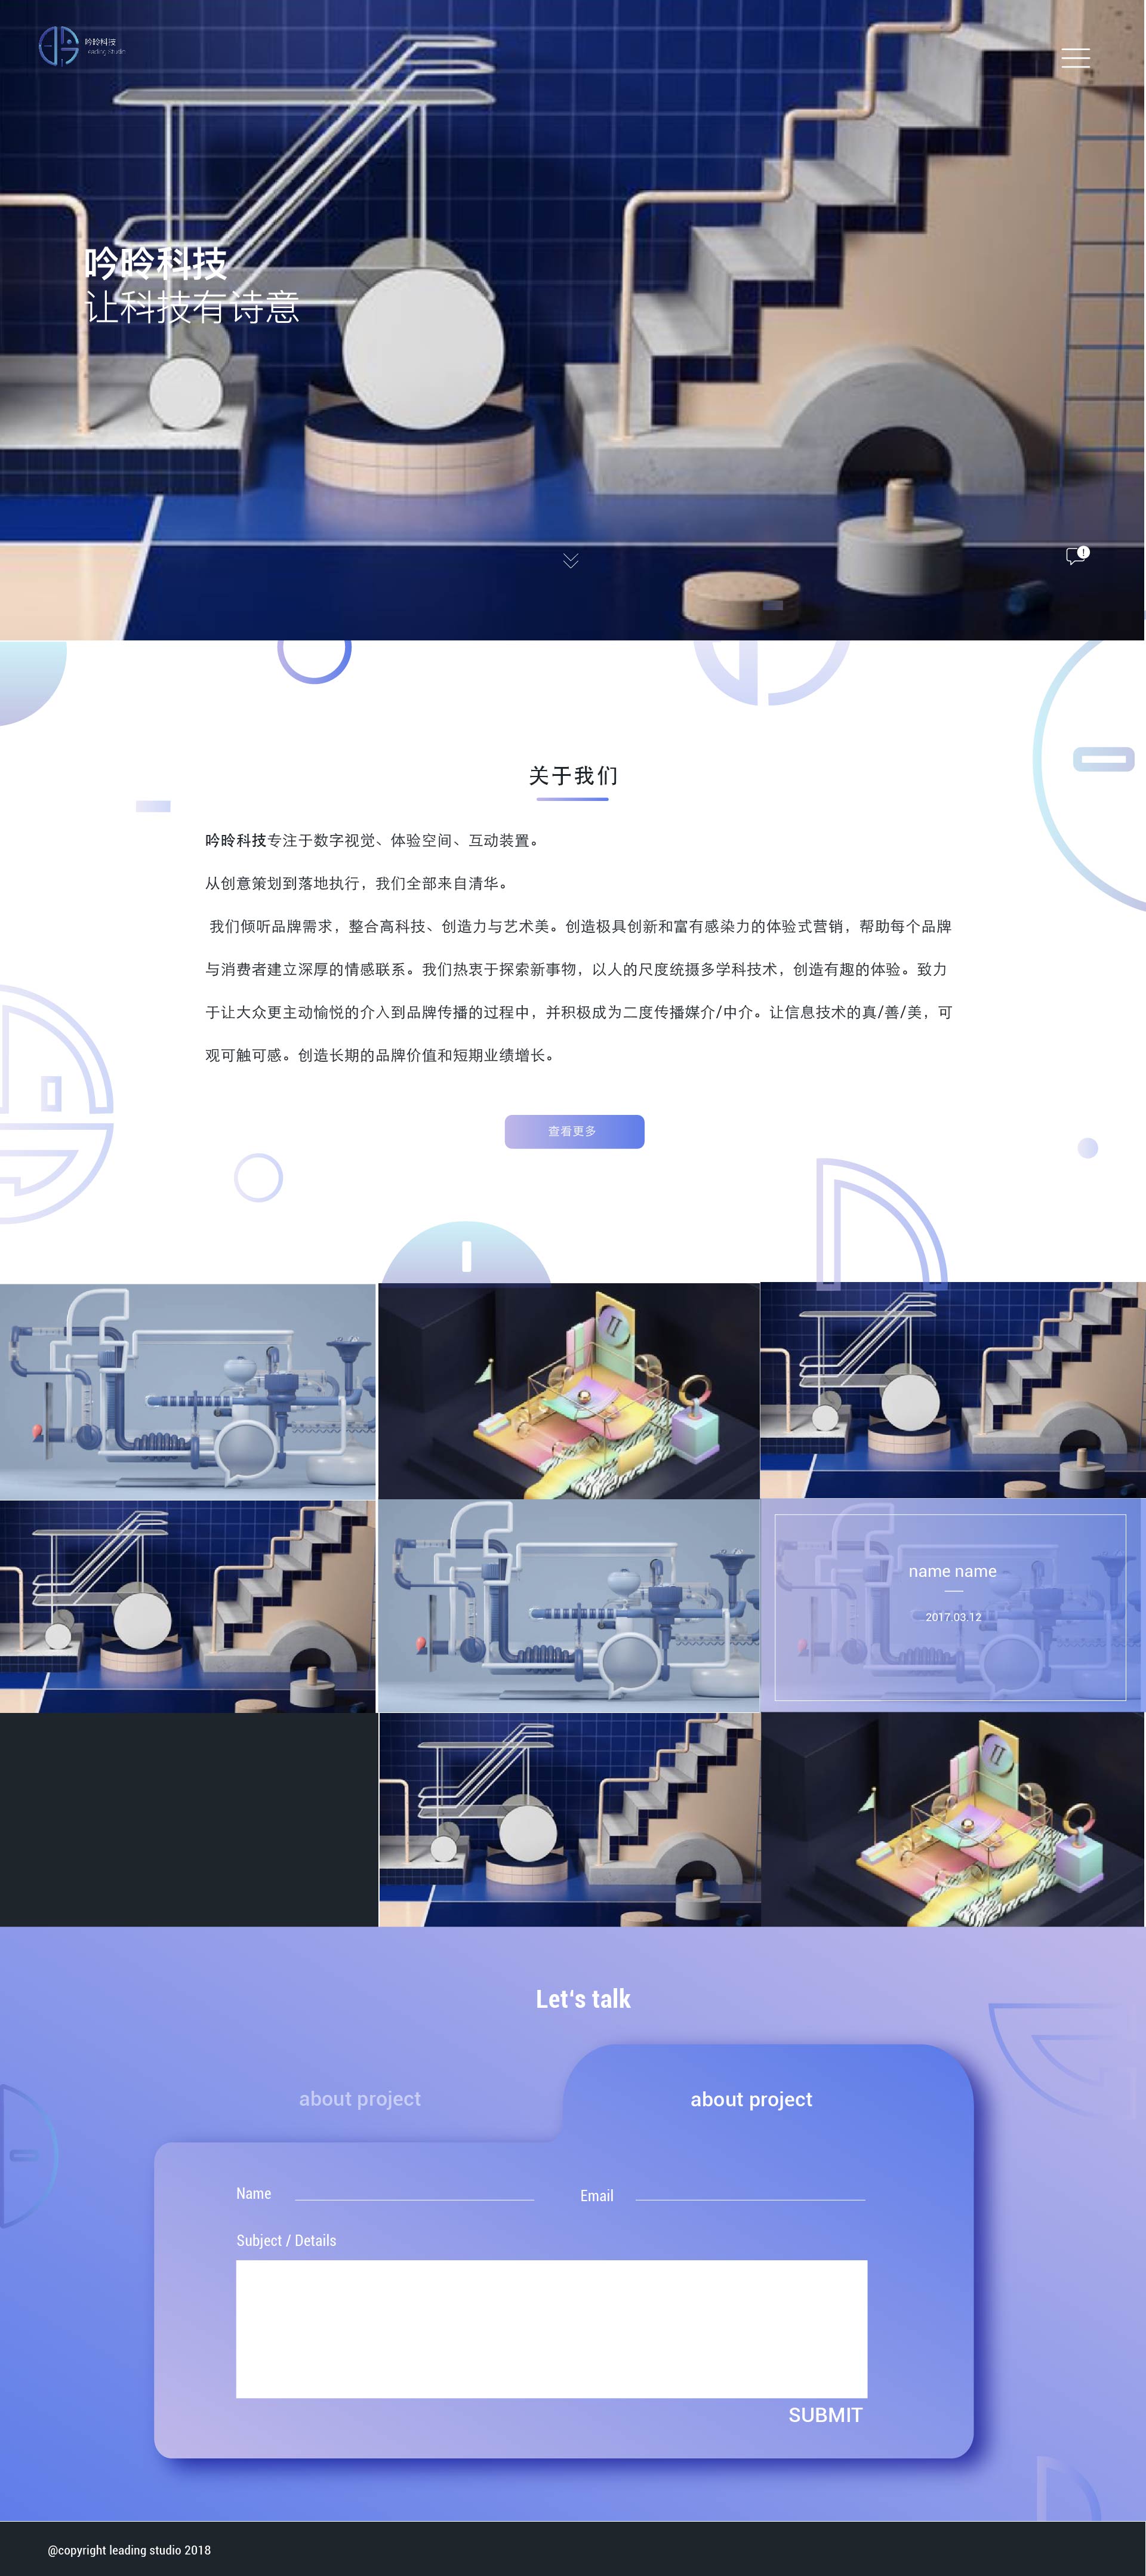 吟昤科技
Leading Studio
吟昤科技
让科技有诗意
关于我们
吟昤科技专注于数字视觉、体验空间、互动装置。
从创意策划到落地执行，我们全部来自清华。
我们倾听品牌需求，整合高科技、创造力与艺术美。创造极具创新和富有感染力的体验式营销，帮助每个品牌
与消费者建立深厚的情感联系。我们热衷于探索新事物，以人的尺度统摄多学科技术，创造有趣的体验。致力
于让大众更主动愉悦的介入到品牌传播的过程中，并积极成为二度传播媒介/中介。让信息技术的真/善/美，可
观可触可感。创造长期的品牌价值和短期业绩增长。
查看更多
name name
2017.03.12
Let‘s talk
about project
about project
Name
Email
Subject / Details
SUBMIT
@copyright leading studio 2018